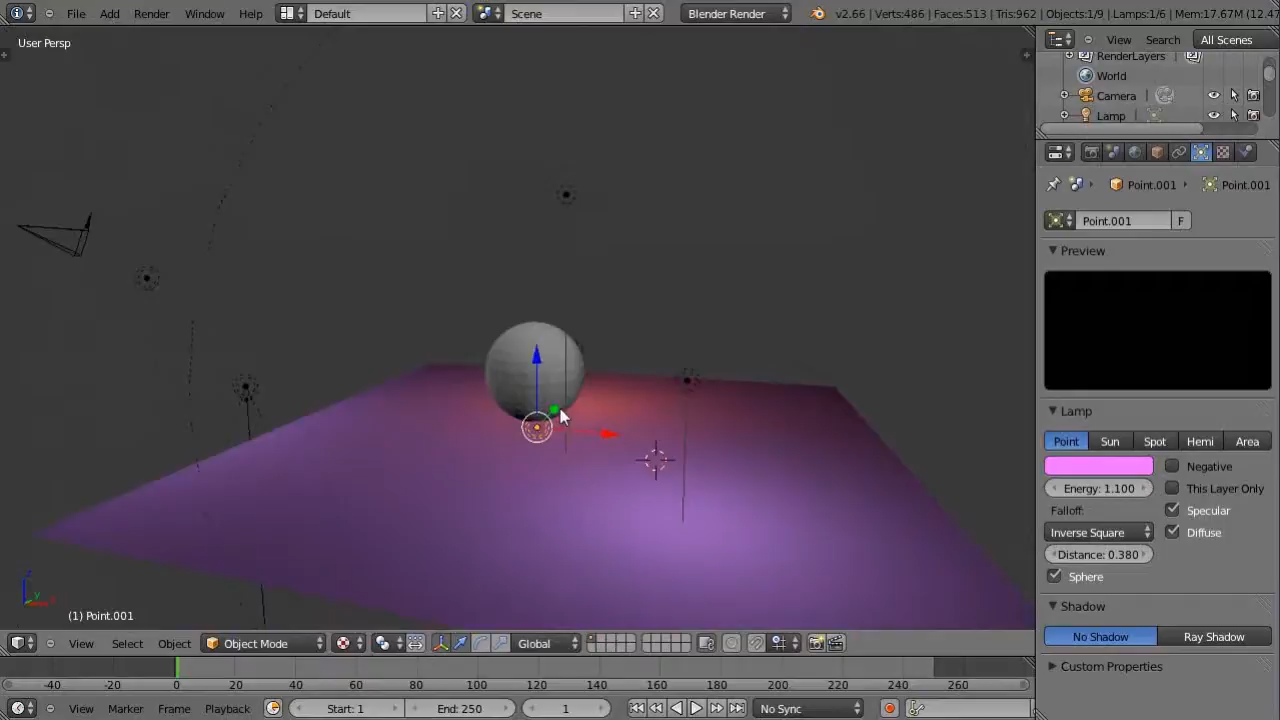 File Add Render Window Help Default Scene Blender Render v2.66 | Verts:486 | Faces:513 | Tris:962 | Objects:1/9 | Lamps:1/6 | Mem:17.67M
User Persp
View Search All Scenes
RenderLayers
World
Camera
Lamp
Point.001 Point.001
Point.001 F
Preview
Lamp
Point Sun Spot Hemi Area
Negative
Energy: 1.100 This Layer Only
Falloff: Specular
Inverse Square Diffuse
Distance: 0.380
Sphere
Shadow
No Shadow Ray Shadow
Custom Properties
z
y
(1) Point.001
View Select Object Object Mode Global
-40 -20 0 20 40 60 80 100 120 140 160 180 200 220 240 260
View Marker Frame Playback Start: 1 End: 250 1 No Sync